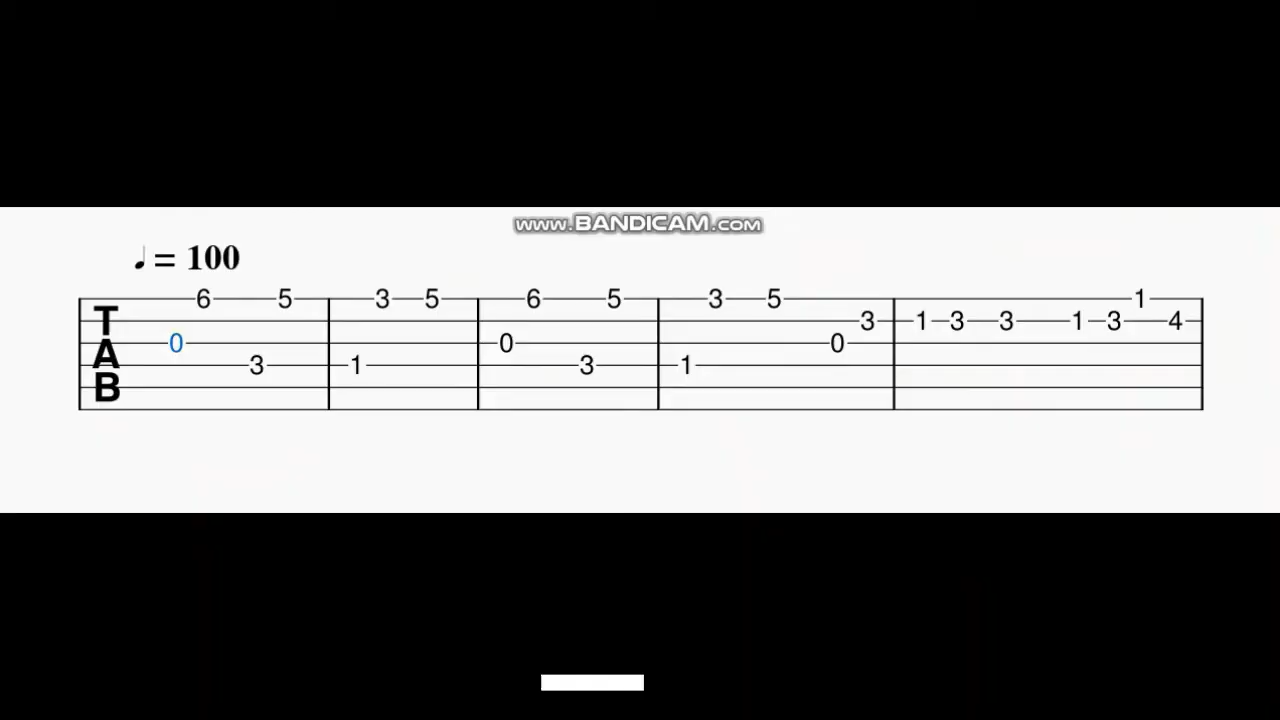 www.BANDICAM.com
♩= 100
6 5 3 5 6 5 3 5 1
T 3 1 3 3 1 3 4
A 0 0 0
3 1 3 1
B